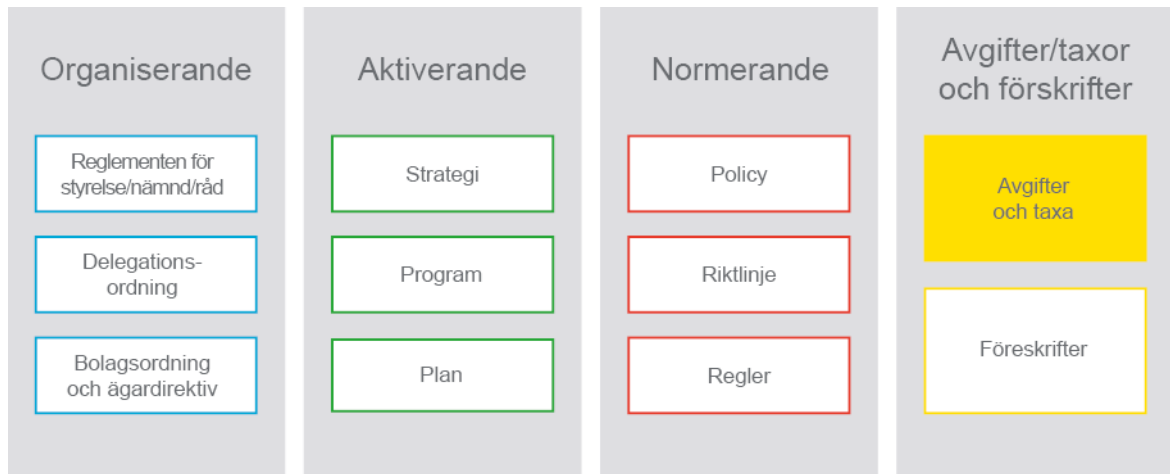 Organiserande
Reglementen för
styrelse/nämnd/råd
Delegations-
ordning
Bolagsordning
och ägardirektiv
Aktiverande
Strategi
Program
Plan
Normerande
Policy
Riktlinje
Regler
Avgifter/taxor
och förskrifter
Avgifter
och taxa
Föreskrifter